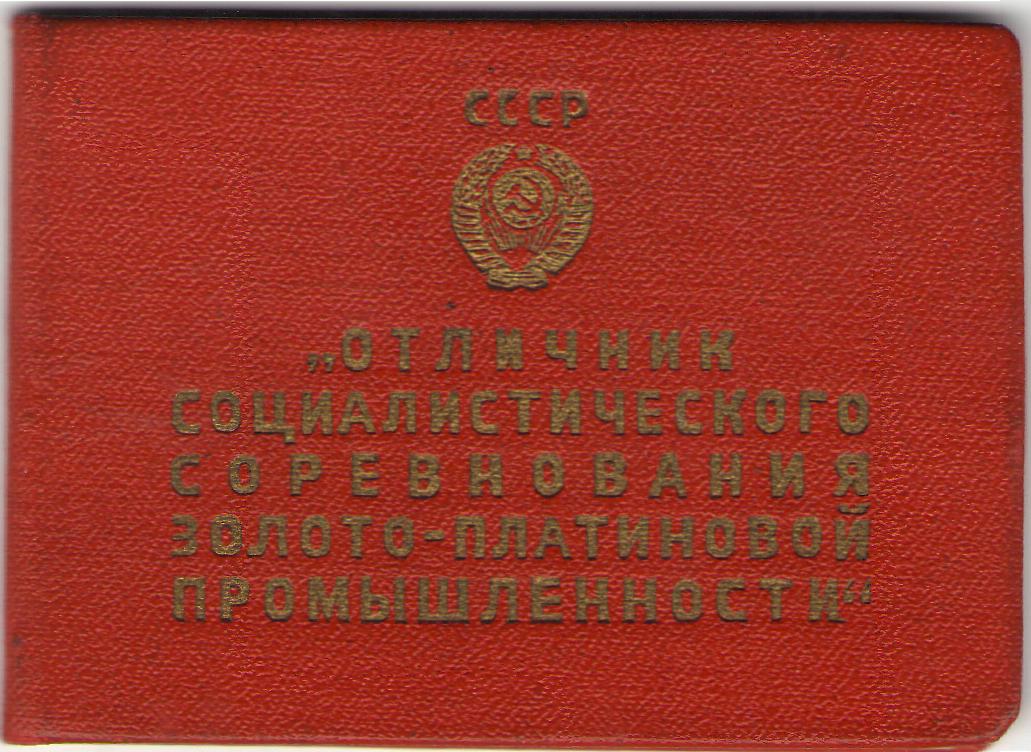 СССР
„ОТЛИЧНИК
СОЦИАЛИСТИЧЕСКОГО
СОРЕВНОВАНИЯ
ЗОЛОТО-ПЛАТИНОВОЙ
ПРОМЫШЛЕННОСТИ“